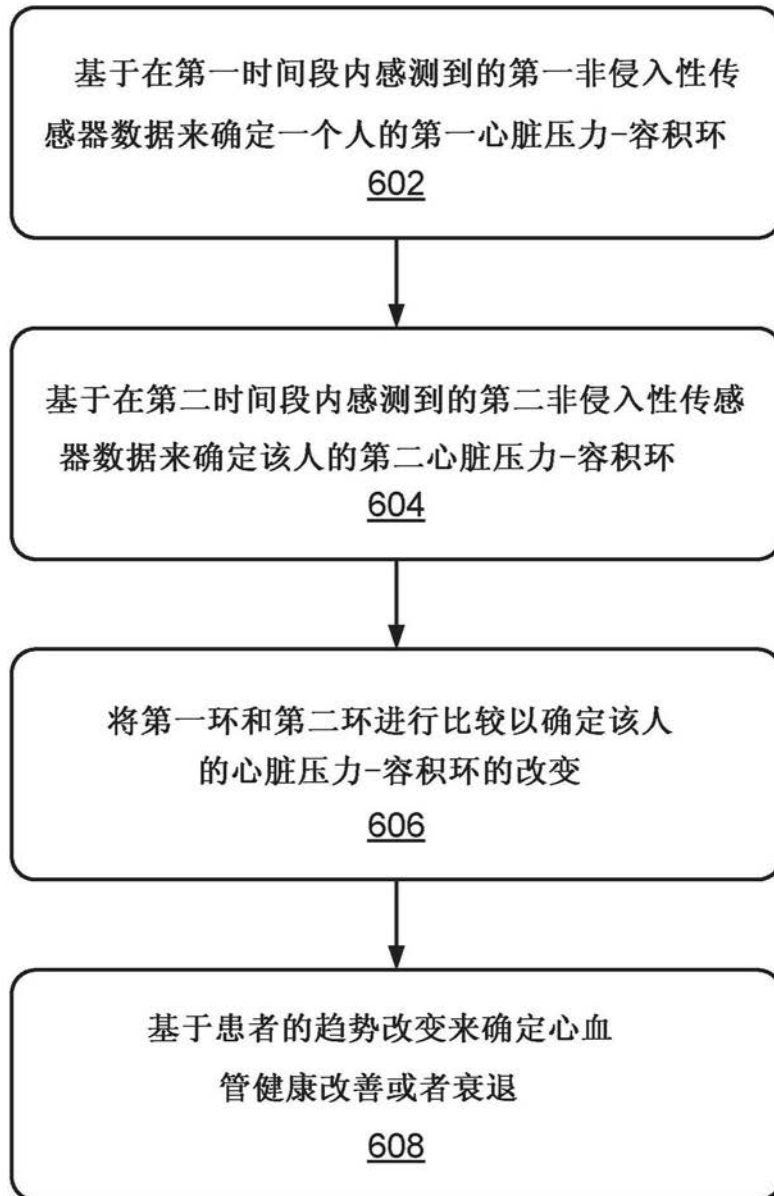 基于在第一时间段内感测到的第一非侵入性传
感器数据来确定一个人的第一心脏压力-容积环
602
基于在第二时间段内感测到的第二非侵入性传感
器数据来确定该人的第二心脏压力-容积环
604
将第一环和第二环进行比较以确定该人
的心脏压力-容积环的改变
606
基于患者的趋势改变来确定心血
管健康改善或者衰退
608